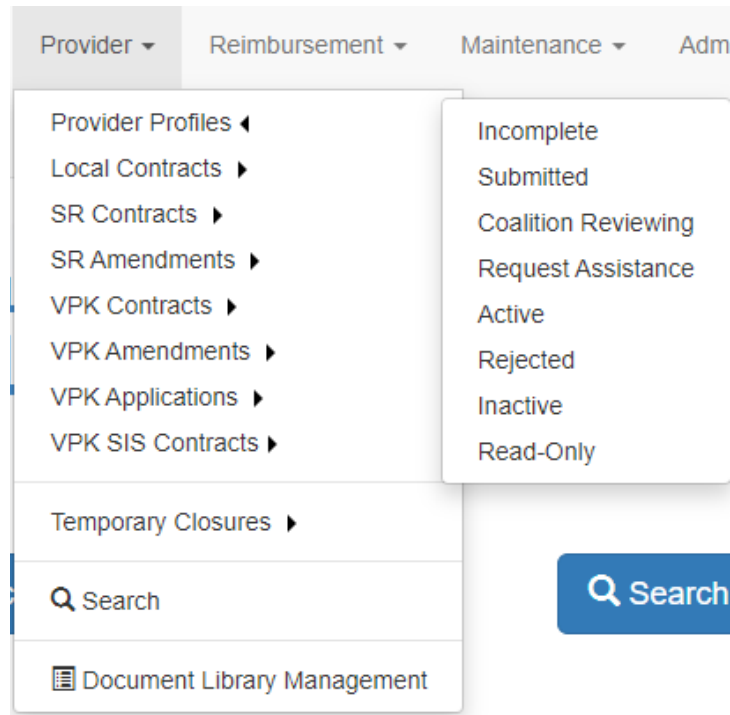 Provider Reimbursement Maintenance Adm
Provider Profiles
Local Contracts
SR Contracts
SR Amendments
VPK Contracts
VPK Amendments
VPK Applications
VPK SIS Contracts
Temporary Closures
Search
Document Library Management
Incomplete
Submitted
Coalition Reviewing
Request Assistance
Active
Rejected
Inactive
Read-Only
Search